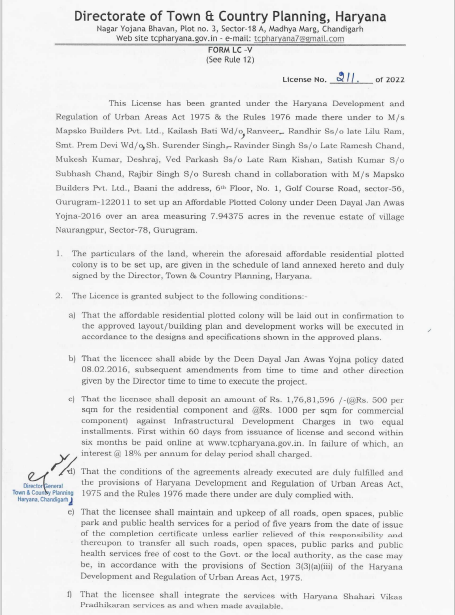 Directorate of Town & Country Planning, Haryana
Nagar Yojana Bhavan, Plot no. 3, Sector-18 A, Madhya Marg, Chandigarh
Web site tcpharyana.gov.in - e-mail: tcpharyana7@gmail.com
FORM LC -V
(See Rule 12)
License No. 211. of 2022
This License has been granted under the Haryana Development and
Regulation of Urban Areas Act 1975 & the Rules 1976 made there under to M/s
Mapsko Builders Pvt. Ltd., Kailash Bati Wd/o, Ranveer, Randhir Ss/o late Lilu Ram,
Smt. Prem Devi Wd/o, Sh. Surender Singh, Ravinder Singh Ss/o Late Ramesh Chand,
Mukesh Kumar, Deshraj, Ved Parkash Ss/o Late Ram Kishan, Satish Kumar S/o
Subhash Chand, Rajbir Singh S/o Suresh chand in collaboration with M/s Mapsko
Builders Pvt. Ltd., Baani the address, 6th Floor, No. 1, Golf Course Road, sector-56,
Gurugram-122011 to set up an Affordable Plotted Colony under Deen Dayal Jan Awas
Yojna-2016 over an area measuring 7.94375 acres in the revenue estate of village
Naurangpur, Sector-78, Gurugram.
1. The particulars of the land, wherein the aforesaid affordable residential plotted
colony is to be set up, are given in the schedule of land annexed hereto and duly
signed by the Director, Town & Country Planning, Haryana.
2. The Licence is granted subject to the following conditions:-
a) That the affordable residential plotted colony will be laid out in confirmation to
the approved layout/building plan and development works will be executed in
accordance to the designs and specifications shown in the approved plans.
b) That the licencee shall abide by the Deen Dayal Jan Awas Yojna policy dated
08.02.2016, subsequent amendments from time to time and other direction
given by the Director time to time to execute the project.
c) That the licensee shall deposit an amount of Rs. 1,76,81,596 /-(@Rs. 500 per
sqm for the residential component and @Rs. 1000 per sqm for commercial
component) against Infrastructural Development Charges in two equal
installments. First within 60 days from issuance of license and second within
six months be paid online at www.tcpharyana.gov.in. In failure of which, an
interest @ 18% per annum for delay period shall charged.
d) That the conditions of the agreements already executed are duly fulfilled and
the provisions of Haryana Development and Regulation of Urban Areas Act,
1975 and the Rules 1976 made there under are duly complied with.
Director General
Town & Country Planning
Haryana, Chandigarh
e) That the licensee shall maintain and upkeep of all roads, open spaces, public
park and public health services for a period of five years from the date of issue
of the completion certificate unless earlier relieved of this responsibility and
thereupon to transfer all such roads, open spaces, public parks and public
health services free of cost to the Govt. or the local authority, as the case may
be, in accordance with the provisions of Section 3(3)(a)(iii) of the Haryana
Development and Regulation of Urban Areas Act, 1975.
f) That the licensee shall integrate the services with Haryana Shahari Vikas
Pradhikaran services as and when made available.